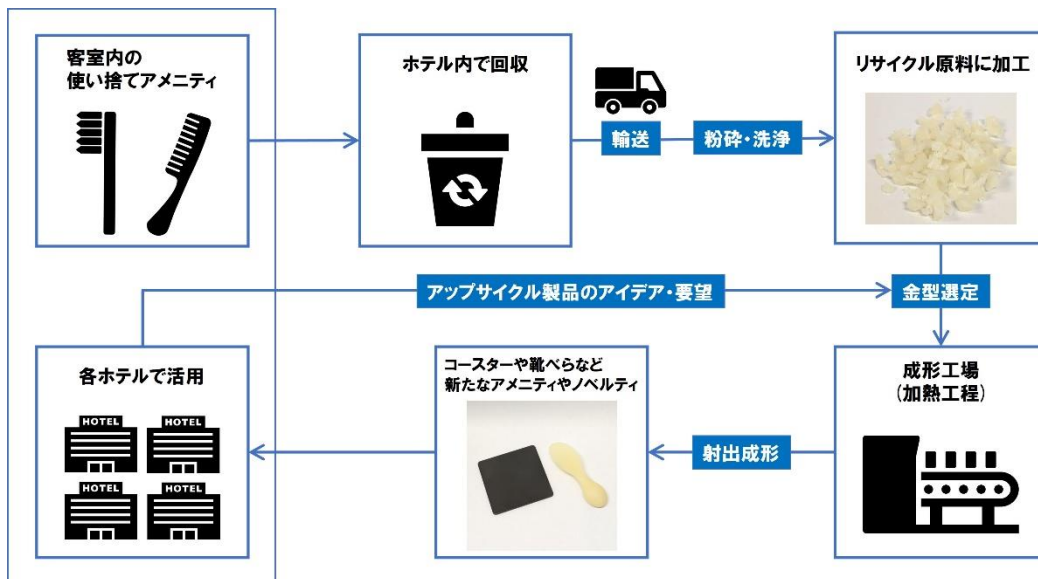 客室内の
使い捨てアメニティ
ホテル内で回収
輸送
粉砕・洗浄
リサイクル原料に加工
アップサイクル製品のアイデア・要望
金型選定
各ホテルで活用
HOTEL
HOTEL
HOTEL
HOTEL
コースターや靴べらなど
新たなアメニティやノベルティ
射出成形
成形工場
(加熱工程)